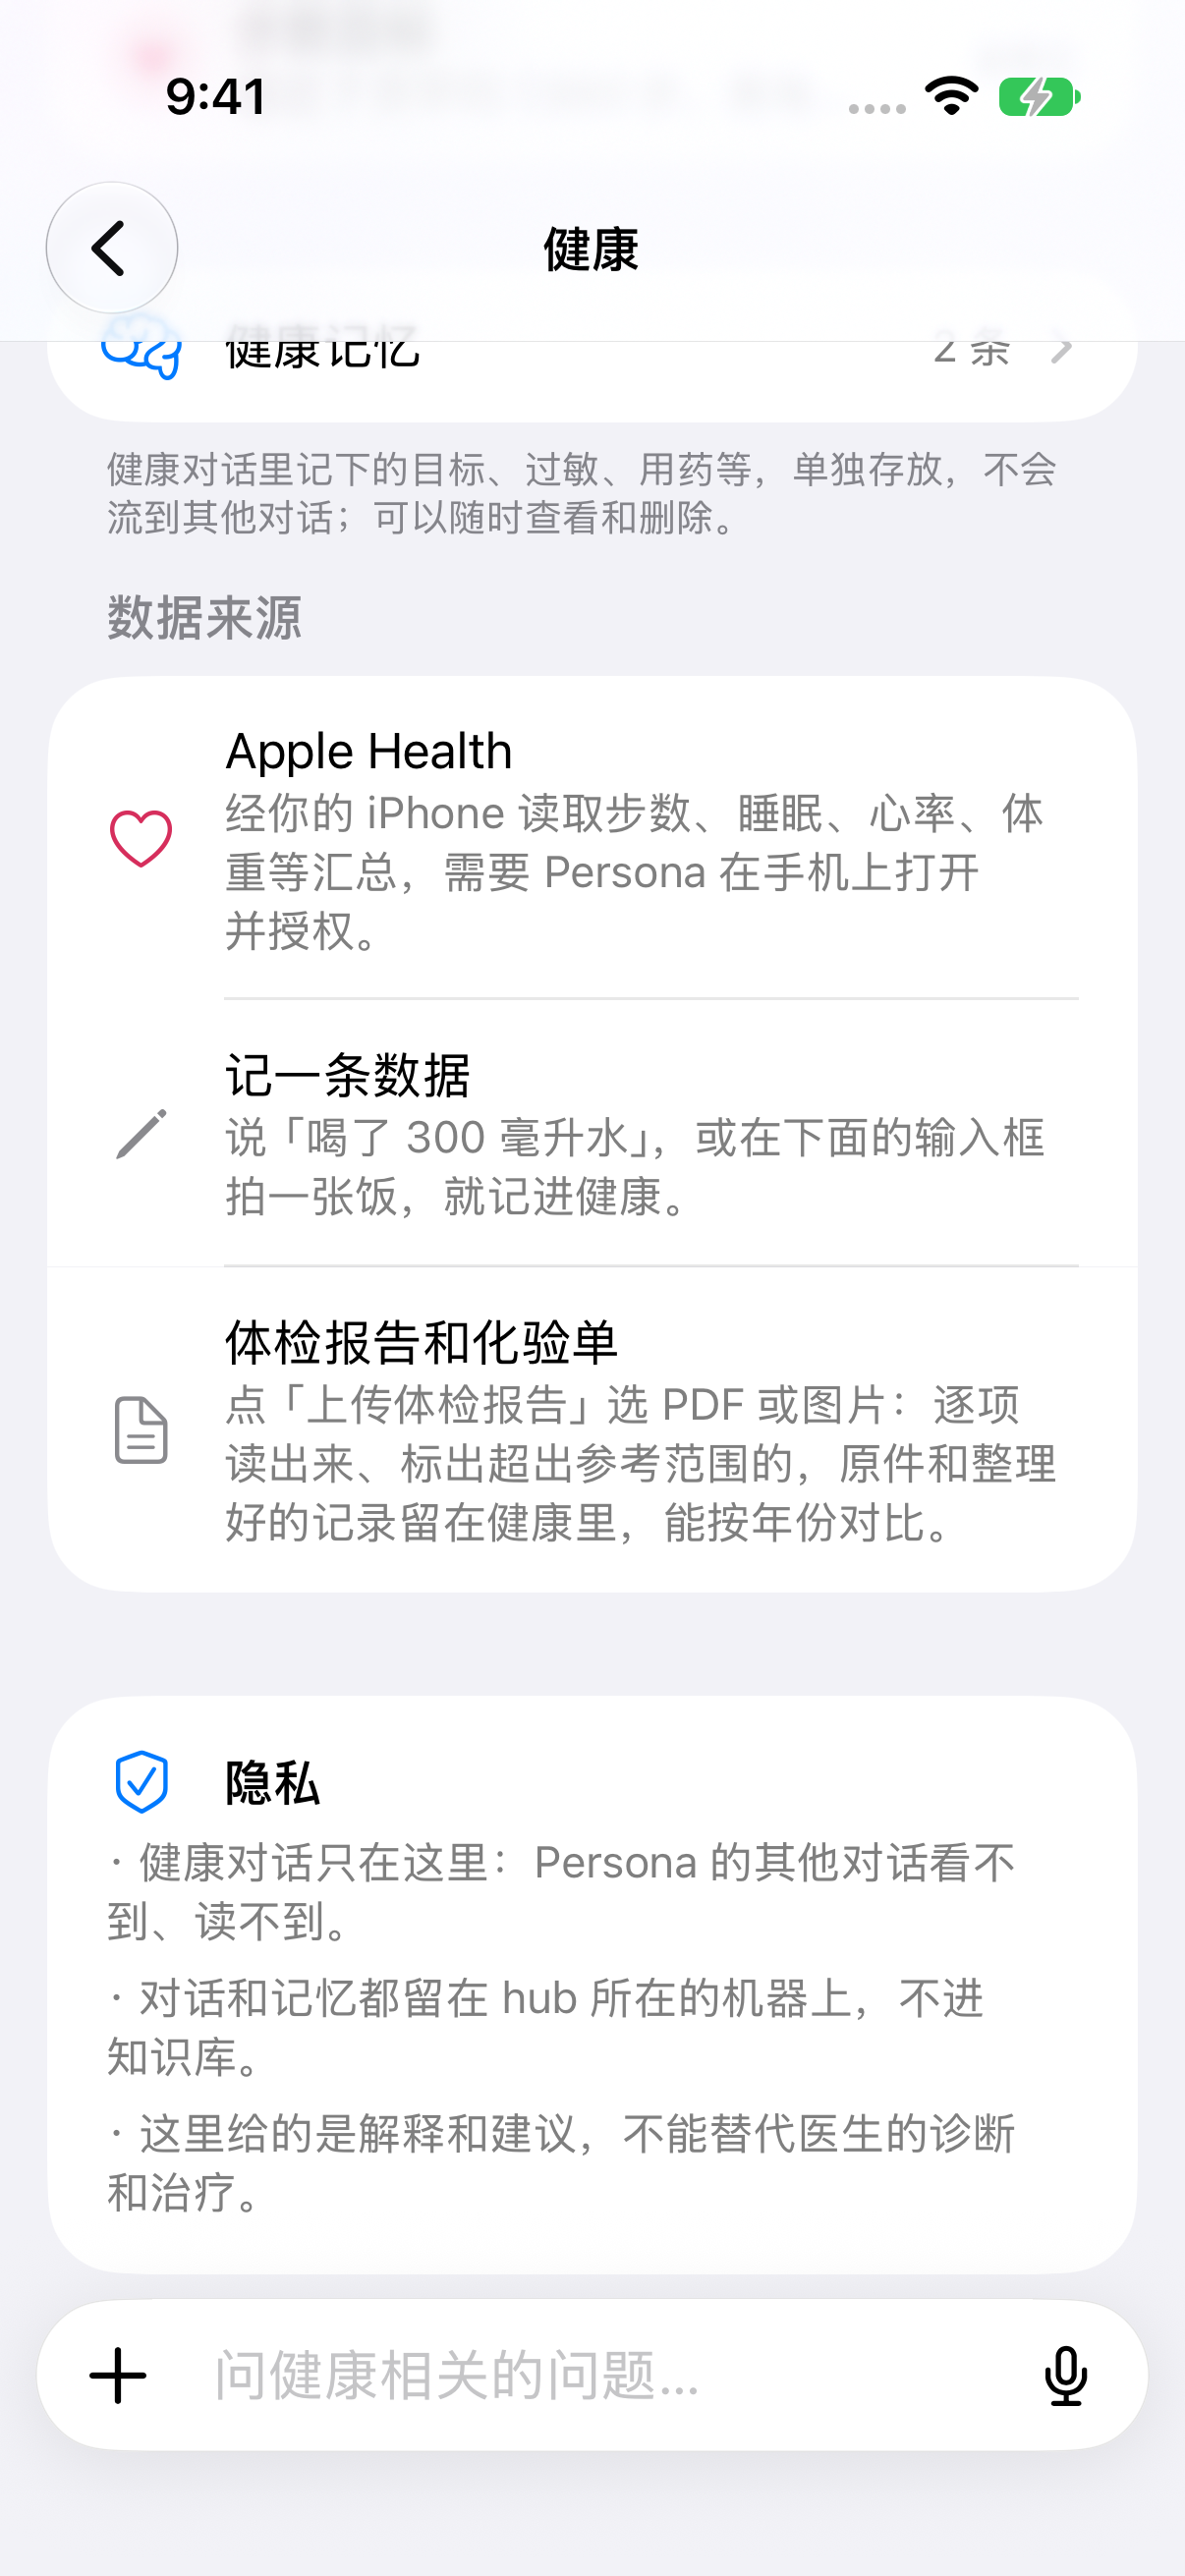 9:41
健康
健康记忆
2 条
健康对话里记下的目标、过敏、用药等，单独存放，不会
流到其他对话；可以随时查看和删除。
数据来源
Apple Health
经你的 iPhone 读取步数、睡眠、心率、体
重等汇总，需要 Persona 在手机上打开
并授权。
记一条数据
说「喝了 300 毫升水」，或在下面的输入框
拍一张饭，就记进健康。
体检报告和化验单
点「上传体检报告」选 PDF 或图片：逐项
读出来、标出超出参考范围的，原件和整理
好的记录留在健康里，能按年份对比。
隐私
· 健康对话只在这里：Persona 的其他对话看不
到、读不到。
· 对话和记忆都留在 hub 所在的机器上，不进
知识库。
· 这里给的是解释和建议，不能替代医生的诊断
和治疗。
问健康相关的问题...